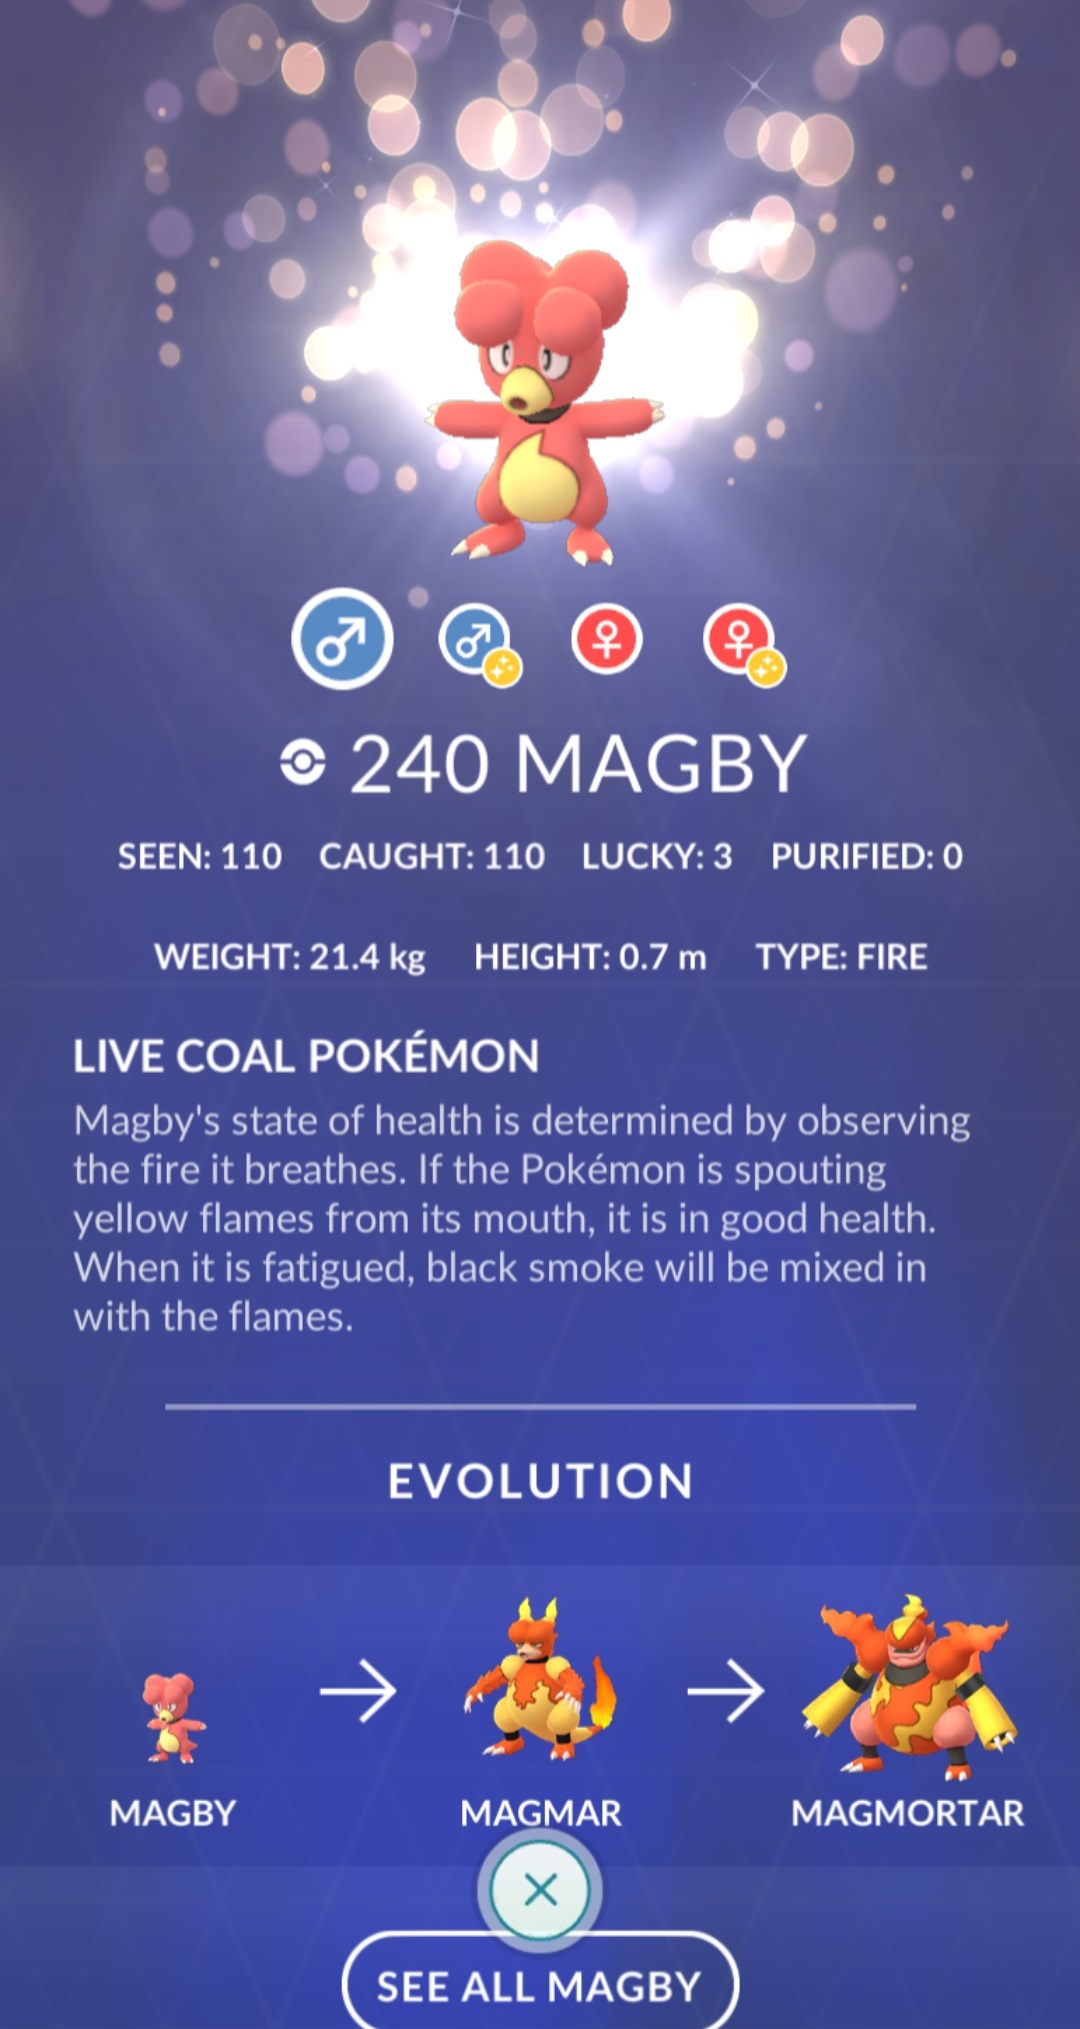 240 MAGBY
SEEN: 110 CAUGHT: 110 LUCKY: 3 PURIFIED: 0
WEIGHT: 21.4 kg HEIGHT: 0.7 m TYPE: FIRE
LIVE COAL POKÉMON
Magby's state of health is determined by observing
the fire it breathes. If the Pokémon is spouting
yellow flames from its mouth, it is in good health.
When it is fatigued, black smoke will be mixed in
with the flames.
EVOLUTION
MAGBY MAGMAR MAGMORTAR
SEE ALL MAGBY